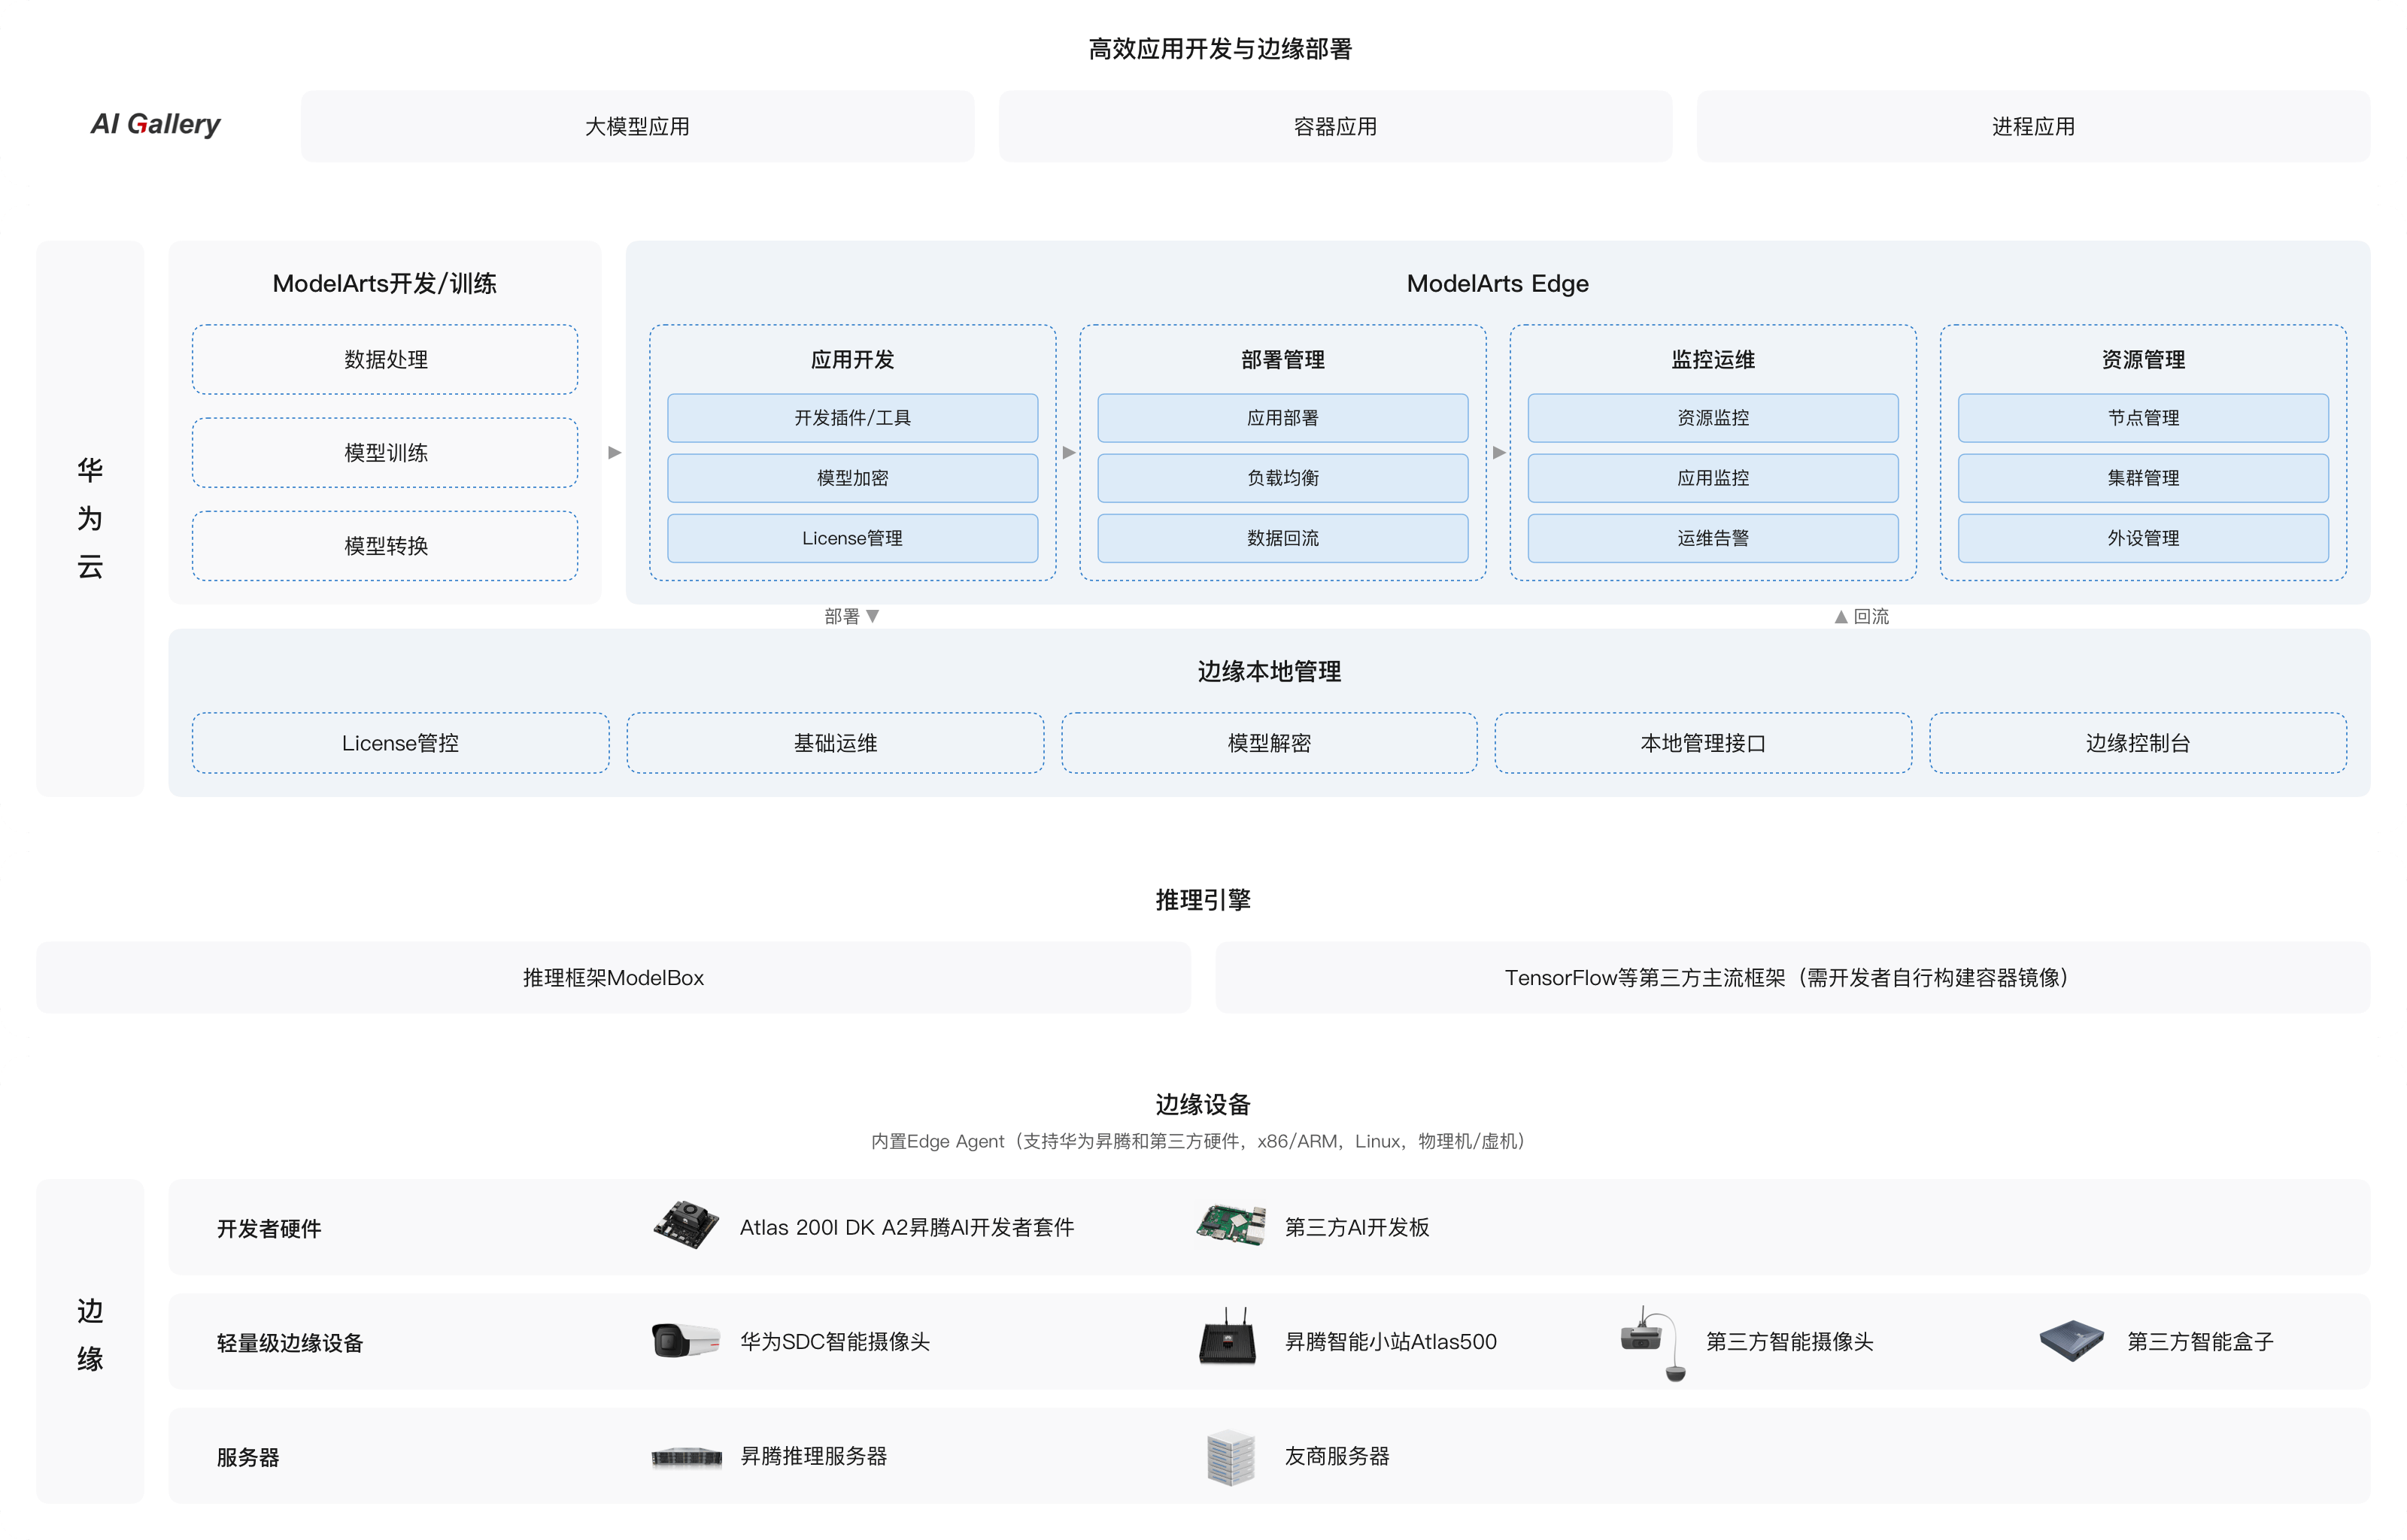 高效应用开发与边缘部署
AI Gallery
大模型应用
容器应用
进程应用
华
为
云
ModelArts开发/训练
数据处理
模型训练
模型转换
ModelArts Edge
应用开发
开发插件/工具
模型加密
License管理
部署管理
应用部署
负载均衡
数据回流
监控运维
资源监控
应用监控
运维告警
资源管理
节点管理
集群管理
外设管理
部署
回流
边缘本地管理
License管控
基础运维
模型解密
本地管理接口
边缘控制台
推理引擎
推理框架ModelBox
TensorFlow等第三方主流框架（需开发者自行构建容器镜像）
边缘设备
内置Edge Agent（支持华为昇腾和第三方硬件，x86/ARM，Linux，物理机/虚机）
边
缘
开发者硬件
Atlas 200I DK A2昇腾AI开发者套件
第三方AI开发板
轻量级边缘设备
华为SDC智能摄像头
昇腾智能小站Atlas500
第三方智能摄像头
第三方智能盒子
服务器
昇腾推理服务器
友商服务器